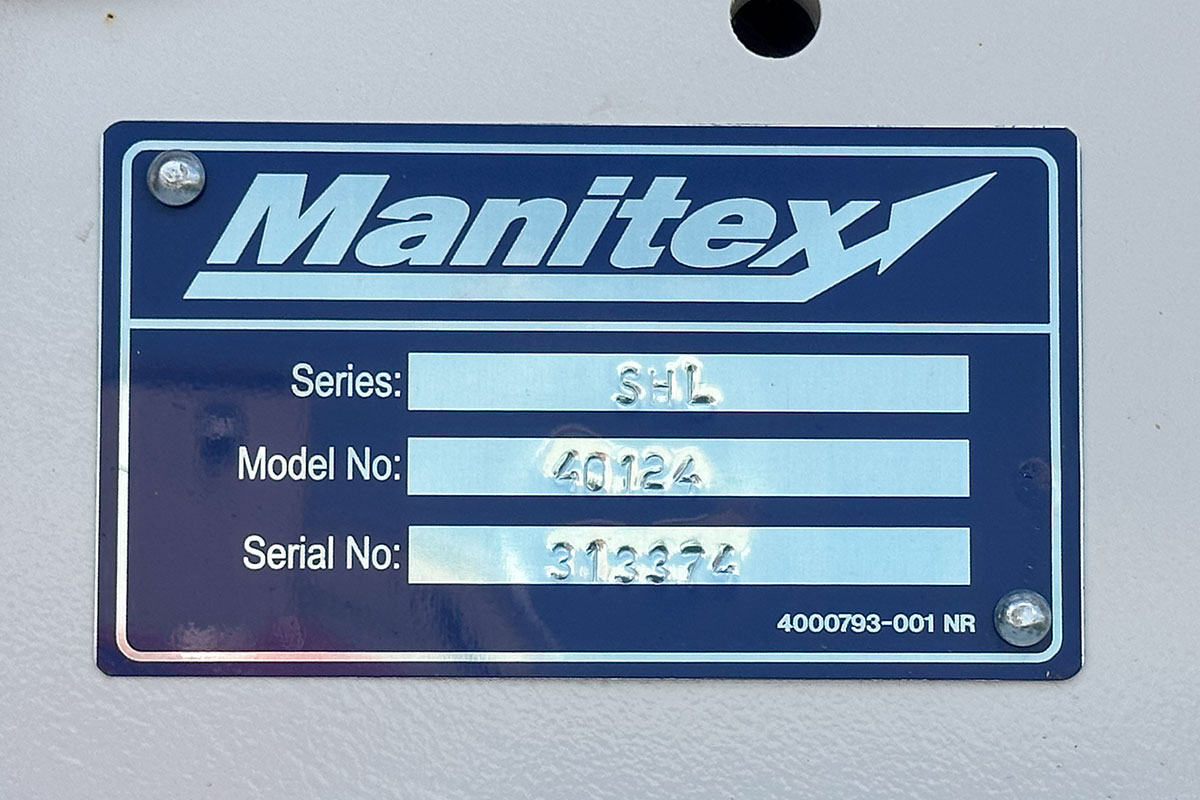 Manitex
Series: SHL
Model No: 40124
Serial No: 313374
4000793-001 NR